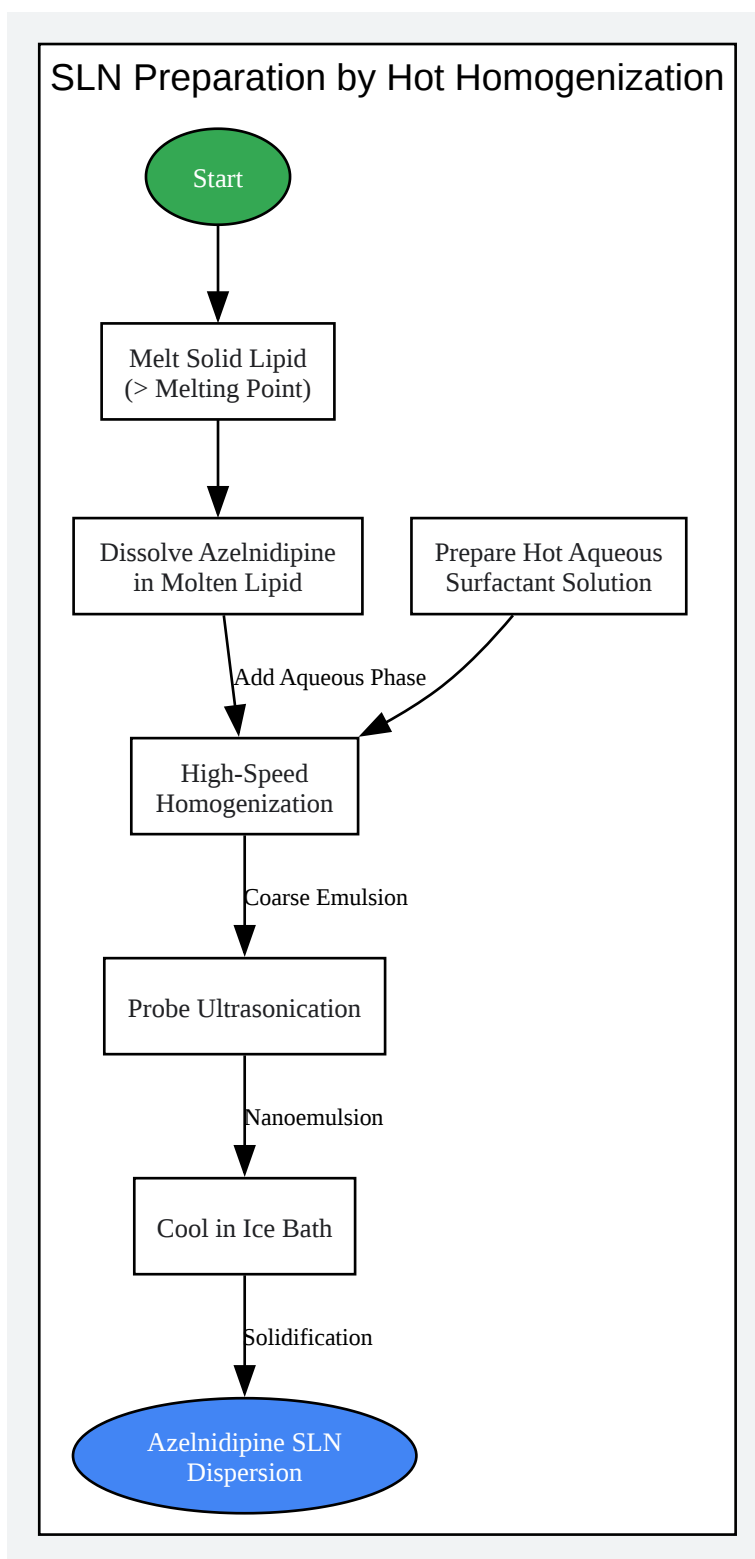 SLN Preparation by Hot Homogenization
Start
Melt Solid Lipid
(> Melting Point)
Dissolve Azelnidipine
in Molten Lipid
Prepare Hot Aqueous
Surfactant Solution
Add Aqueous Phase
High-Speed
Homogenization
Coarse Emulsion
Probe Ultrasonication
Nanoemulsion
Cool in Ice Bath
Solidification
Azelnidipine SLN
Dispersion